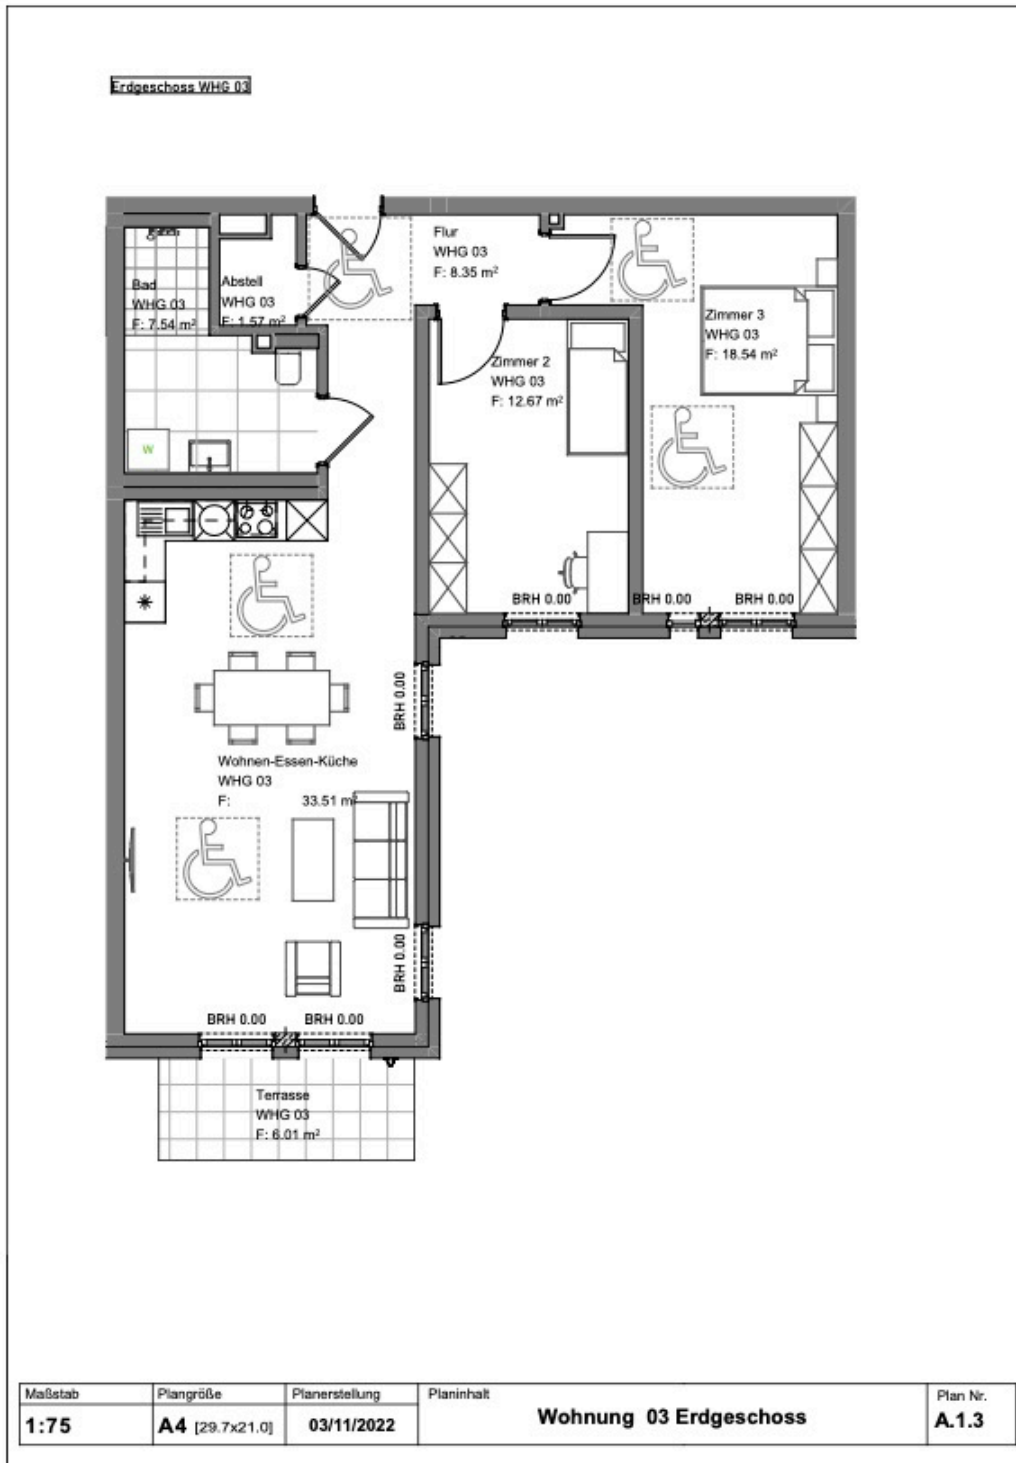 Erdgeschoss WHG 03
Flur
WHG 03
F: 8.35 m²
Abstell
WHG 03
F: 1.57 m²
Bad
WHG 03
F: 7.54 m²
Zimmer 3
WHG 03
F: 18.54 m²
Zimmer 2
WHG 03
F: 12.67 m²
W
BRH 0.00
BRH 0.00
BRH 0.00
BRH 0.00
Wohnen-Essen-Küche
WHG 03
F: 33.51 m²
BRH 0.00
BRH 0.00
BRH 0.00
Terrasse
WHG 03
F: 6.01 m²
Maßstab
1:75
Plangröße
A4 [29.7x21.0]
Planerstellung
03/11/2022
Planinhalt
Wohnung 03 Erdgeschoss
Plan Nr.
A.1.3